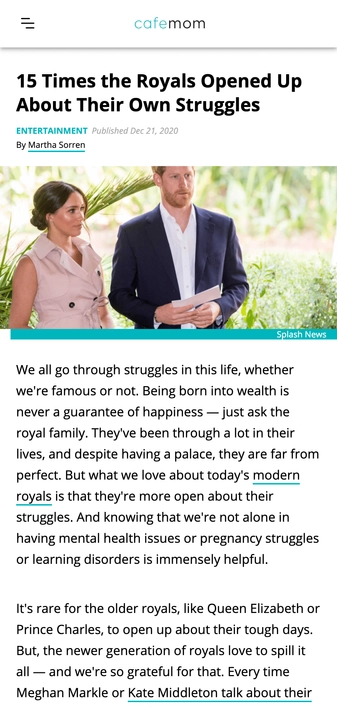 cafemom
15 Times the Royals Opened Up
About Their Own Struggles
ENTERTAINMENT Published Dec 21, 2020
By Martha Sorren
Splash News
We all go through struggles in this life, whether
we're famous or not. Being born into wealth is
never a guarantee of happiness — just ask the
royal family. They've been through a lot in their
lives, and despite having a palace, they are far from
perfect. But what we love about today's modern
royals is that they're more open about their
struggles. And knowing that we're not alone in
having mental health issues or pregnancy struggles
or learning disorders is immensely helpful.
It's rare for the older royals, like Queen Elizabeth or
Prince Charles, to open up about their tough days.
But, the newer generation of royals love to spill it
all — and we're so grateful for that. Every time
Meghan Markle or Kate Middleton talk about their